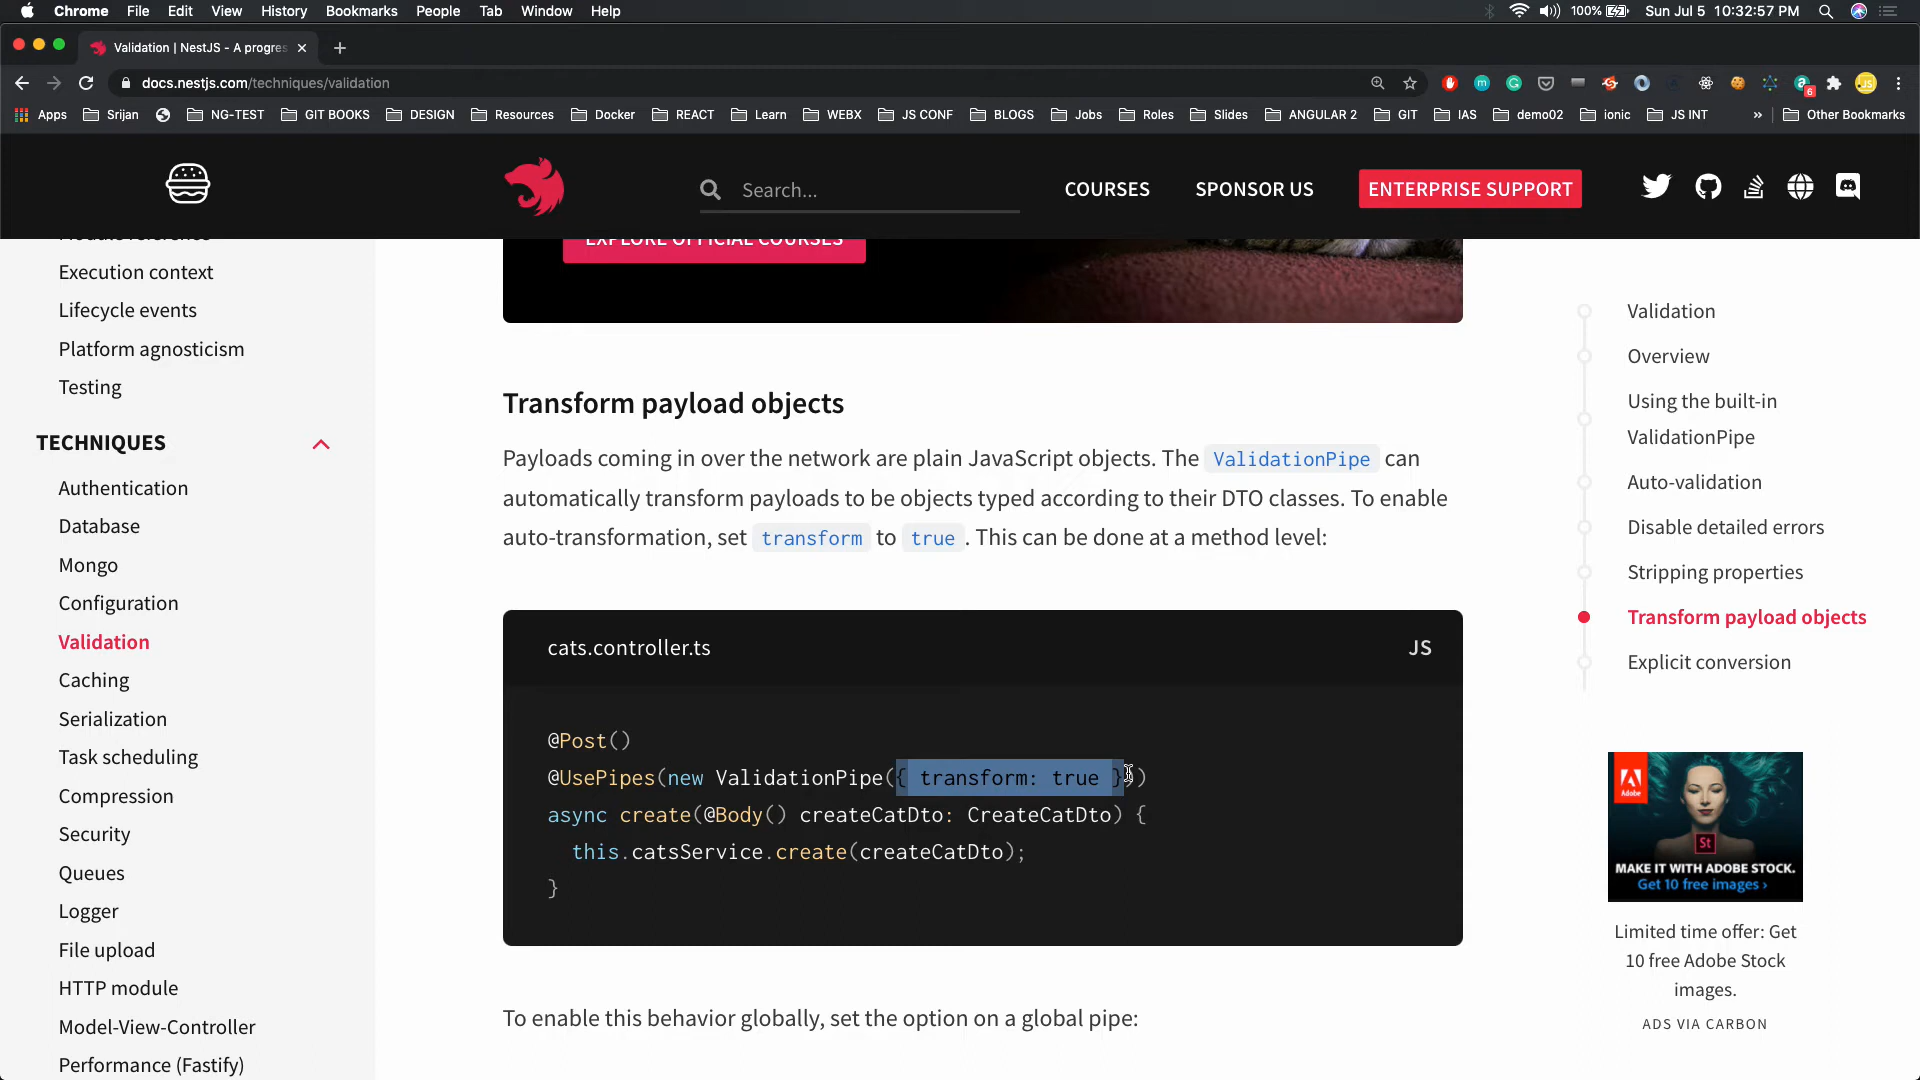 Chrome File Edit View History Bookmarks People Tab Window Help
100% Sun Jul 5 10:32:57 PM
Validation | NestJS - A progres
docs.nestjs.com/techniques/validation
6
Apps Srijan NG-TEST GIT BOOKS DESIGN Resources Docker REACT Learn WEBX JS CONF BLOGS Jobs Roles Slides ANGULAR 2 GIT IAS demo02 ionic JS INT » Other Bookmarks
Search...
COURSES SPONSOR US ENTERPRISE SUPPORT
Module reference
Execution context
Lifecycle events
Platform agnosticism
Testing
TECHNIQUES
Authentication
Database
Mongo
Configuration
Validation
Caching
Serialization
Task scheduling
Compression
Security
Queues
Logger
File upload
HTTP module
Model-View-Controller
Performance (Fastify)
EXPLORE OFFICIAL COURSES
Transform payload objects
Payloads coming in over the network are plain JavaScript objects. The ValidationPipe can
automatically transform payloads to be objects typed according to their DTO classes. To enable
auto-transformation, set transform to true . This can be done at a method level:
cats.controller.ts JS
@Post()
@UsePipes(new ValidationPipe({ transform: true }))
async create(@Body() createCatDto: CreateCatDto) {
this.catsService.create(createCatDto);
}
To enable this behavior globally, set the option on a global pipe:
Validation
Overview
Using the built-in
ValidationPipe
Auto-validation
Disable detailed errors
Stripping properties
Transform payload objects
Explicit conversion
Adobe
St
MAKE IT WITH ADOBE STOCK.
Get 10 free images ›
Limited time offer: Get
10 free Adobe Stock
images.
ADS VIA CARBON